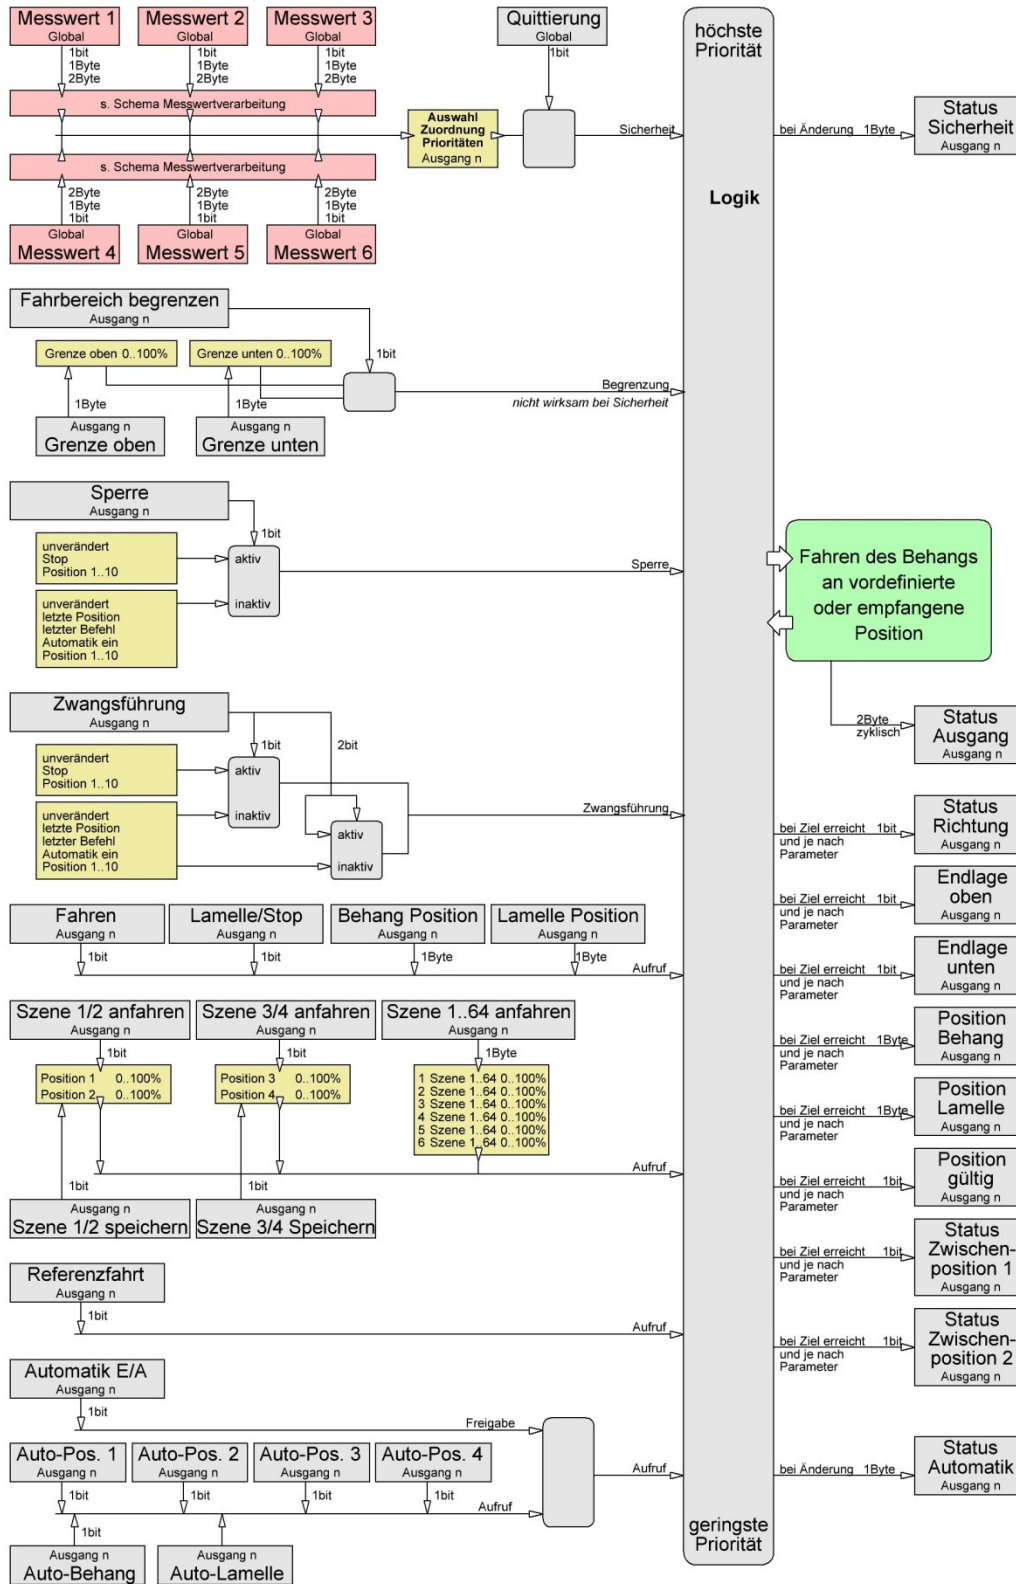 Messwert 1
Global
1bit
1Byte
2Byte
Messwert 2
Global
1bit
1Byte
2Byte
Messwert 3
Global
1bit
1Byte
2Byte
s. Schema Messwertverarbeitung
s. Schema Messwertverarbeitung
2Byte
1Byte
1bit
Global
Messwert 4
2Byte
1Byte
1bit
Global
Messwert 5
2Byte
1Byte
1bit
Global
Messwert 6
Auswahl
Zuordnung
Prioritäten
Ausgang n
Quittierung
Global
1bit
Sicherheit
höchste
Priorität
Logik
bei Änderung 1Byte
Status
Sicherheit
Ausgang n
Fahrbereich begrenzen
Ausgang n
1bit
Grenze oben 0..100%
Grenze unten 0..100%
1Byte
1Byte
Ausgang n
Grenze oben
Ausgang n
Grenze unten
Begrenzung
nicht wirksam bei Sicherheit
Sperre
Ausgang n
1bit
unverändert
Stop
Position 1..10
aktiv
unverändert
letzte Position
letzter Befehl
Automatik ein
Position 1..10
inaktiv
Sperre
Fahren des Behangs
an vordefinierte
oder empfangene
Position
2Byte
zyklisch
Status
Ausgang
Ausgang n
Zwangsführung
Ausgang n
1bit
2bit
unverändert
Stop
Position 1..10
aktiv
unverändert
letzte Position
letzter Befehl
Automatik ein
Position 1..10
inaktiv
aktiv
inaktiv
Zwangsführung
bei Ziel erreicht 1bit
und je nach
Parameter
Status
Richtung
Ausgang n
bei Ziel erreicht 1bit
und je nach
Parameter
Endlage
oben
Ausgang n
Fahren
Ausgang n
1bit
Lamelle/Stop
Ausgang n
1bit
Behang Position
Ausgang n
1Byte
Lamelle Position
Ausgang n
1Byte
Aufruf
bei Ziel erreicht 1bit
und je nach
Parameter
Endlage
unten
Ausgang n
Szene 1/2 anfahren
Ausgang n
1bit
Szene 3/4 anfahren
Ausgang n
1bit
Szene 1..64 anfahren
Ausgang n
1Byte
Position 1 0..100%
Position 2 0..100%
Position 3 0..100%
Position 4 0..100%
1 Szene 1..64 0..100%
2 Szene 1..64 0..100%
3 Szene 1..64 0..100%
4 Szene 1..64 0..100%
5 Szene 1..64 0..100%
6 Szene 1..64 0..100%
Aufruf
1bit
Ausgang n
Szene 1/2 speichern
1bit
Ausgang n
Szene 3/4 Speichern
bei Ziel erreicht 1Byte
und je nach
Parameter
Position
Behang
Ausgang n
bei Ziel erreicht 1Byte
und je nach
Parameter
Position
Lamelle
Ausgang n
bei Ziel erreicht 1bit
und je nach
Parameter
Position
gültig
Ausgang n
bei Ziel erreicht 1bit
und je nach
Parameter
Status
Zwischen-
position 1
Ausgang n
Referenzfahrt
Ausgang n
1bit
Aufruf
bei Ziel erreicht 1bit
und je nach
Parameter
Status
Zwischen-
position 2
Ausgang n
Automatik E/A
Ausgang n
1bit
Freigabe
Auto-Pos. 1
Ausgang n
1bit
Auto-Pos. 2
Ausgang n
1bit
Auto-Pos. 3
Ausgang n
1bit
Auto-Pos. 4
Ausgang n
1bit
Aufruf
1bit
Ausgang n
Auto-Behang
Ausgang n
Auto-Lamelle
Aufruf
bei Änderung 1Byte
Status
Automatik
Ausgang n
geringste
Priorität